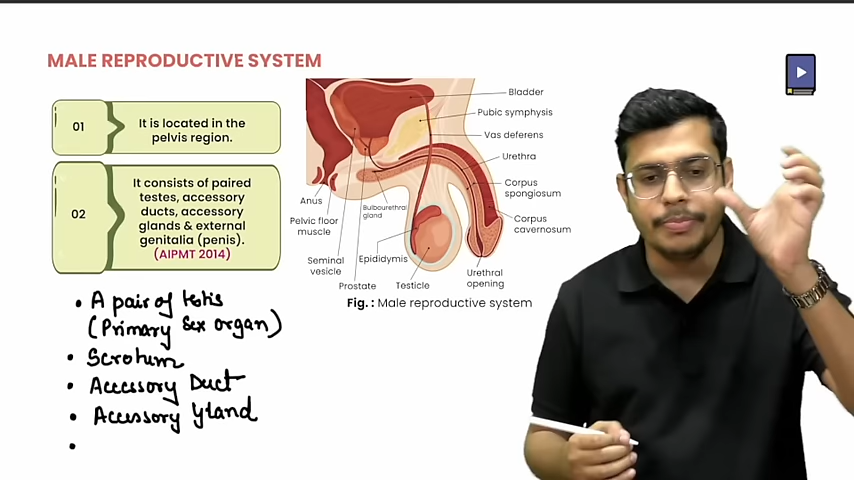 MALE REPRODUCTIVE SYSTEM
01
It is located in the
pelvis region.
02
It consists of paired
testes, accessory
ducts, accessory
glands & external
genitalia (penis).
(AIPMT 2014)
Bladder
Pubic symphysis
Vas deferens
Urethra
Corpus
spongiosum
Corpus
cavernosum
Anus
Bulbourethral
gland
Pelvic floor
muscle
Seminal
vesicle
Epididymis
Prostate
Testicle
Urethral
opening
Fig. : Male reproductive system
• A pair of testis
(Primary Sex organ)
• Scrotum
• Accessory Duct
• Accessory gland
•